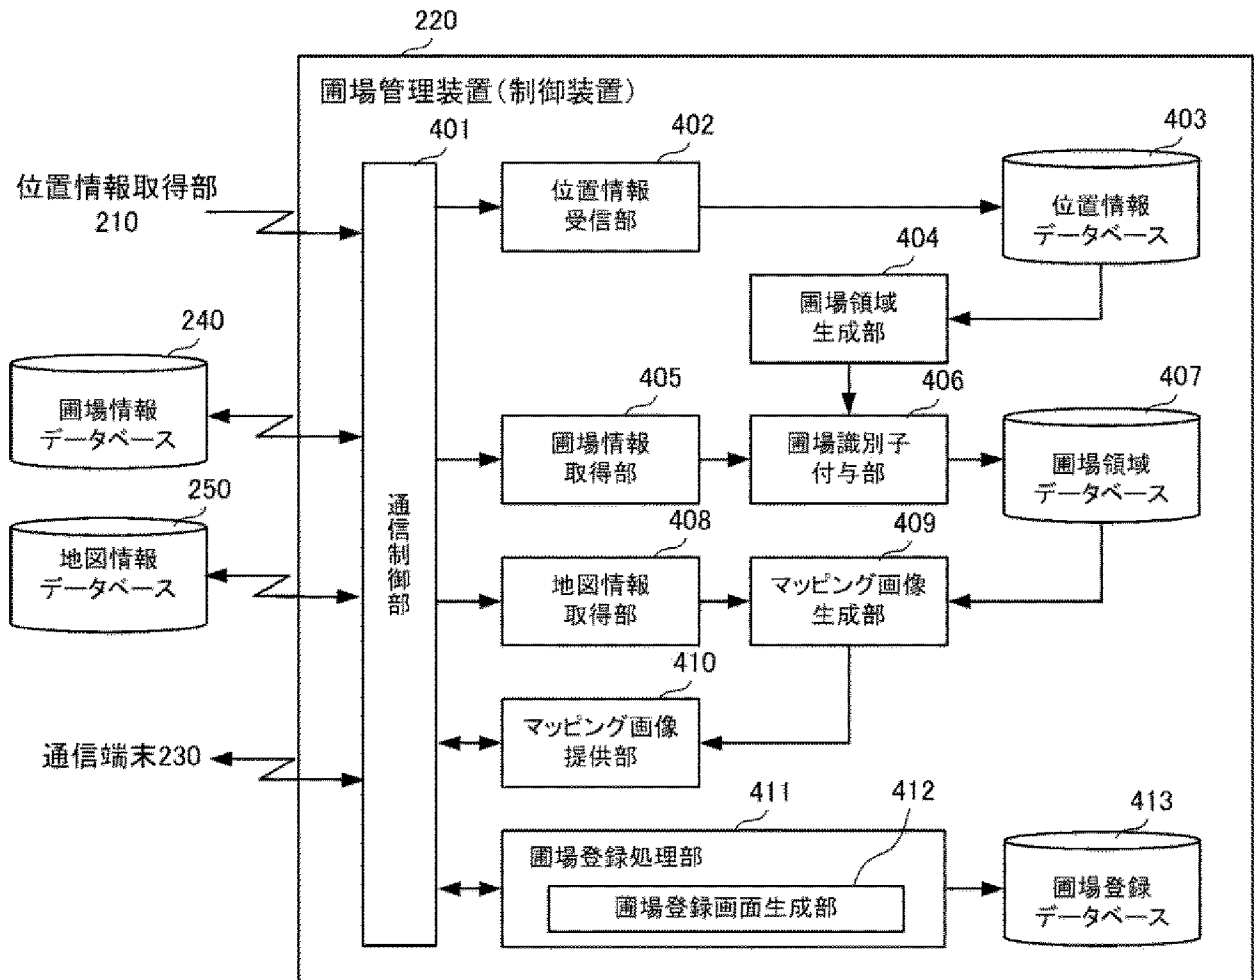 220
圃場管理装置(制御装置)
401
402
403
位置情報取得部
210
位置情報
受信部
位置情報
データベース
404
圃場領域
生成部
240
圃場情報
データベース
405
圃場情報
取得部
406
圃場識別子
付与部
407
圃場領域
データベース
通信制御部
250
地図情報
データベース
408
地図情報
取得部
409
マッピング画像
生成部
410
マッピング画像
提供部
通信端末230
411
412
圃場登録処理部
圃場登録画面生成部
413
圃場登録
データベース